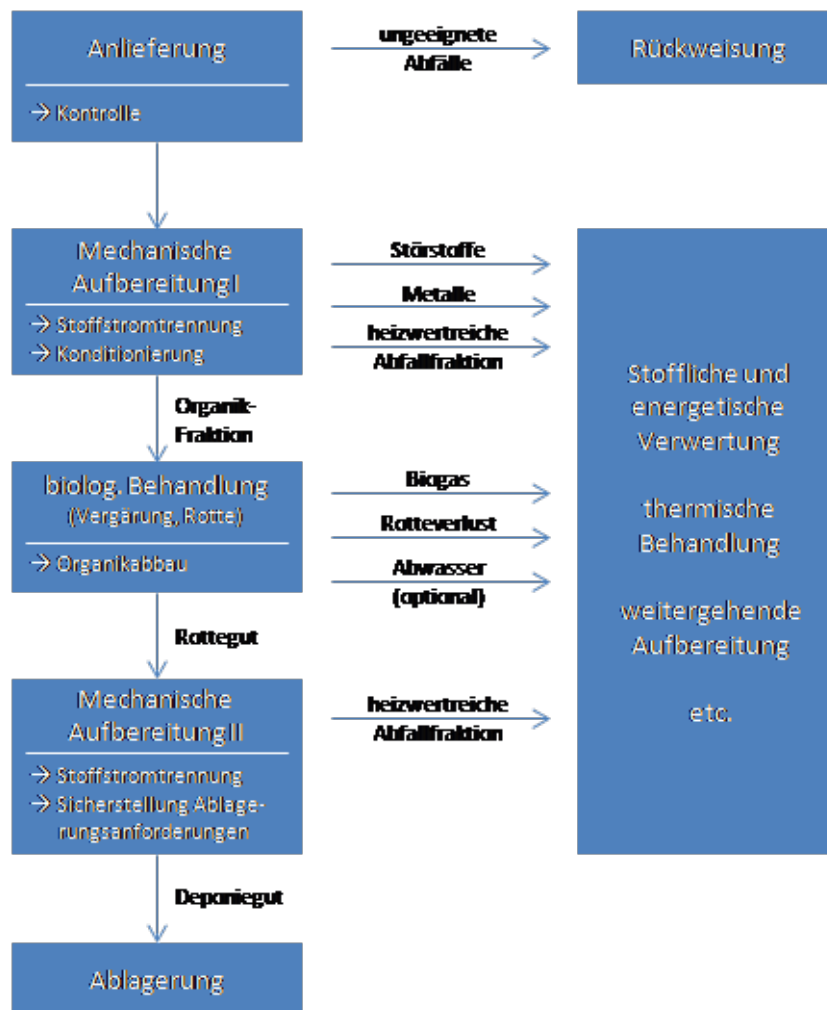 Anlieferung
→ Kontrolle
ungeeignete
Abfälle
Rückweisung
Mechanische
Aufbereitung I
→ Stoffstromtrennung
→ Konditionierung
Störstoffe
Metalle
heizwertreiche
Abfallfraktion
Organik-
Fraktion
biolog. Behandlung
(Vergärung, Rotte)
→ Organikabbau
Biogas
Rotteverlust
Abwasser
(optional)
Rottegut
Mechanische
Aufbereitung II
→ Stoffstromtrennung
→ Sicherstellung Ablage-
rungsanforderungen
heizwertreiche
Abfallfraktion
Stoffliche und
energetische
Verwertung
thermische
Behandlung
weitergehende
Aufbereitung
etc.
Deponiegut
Ablagerung